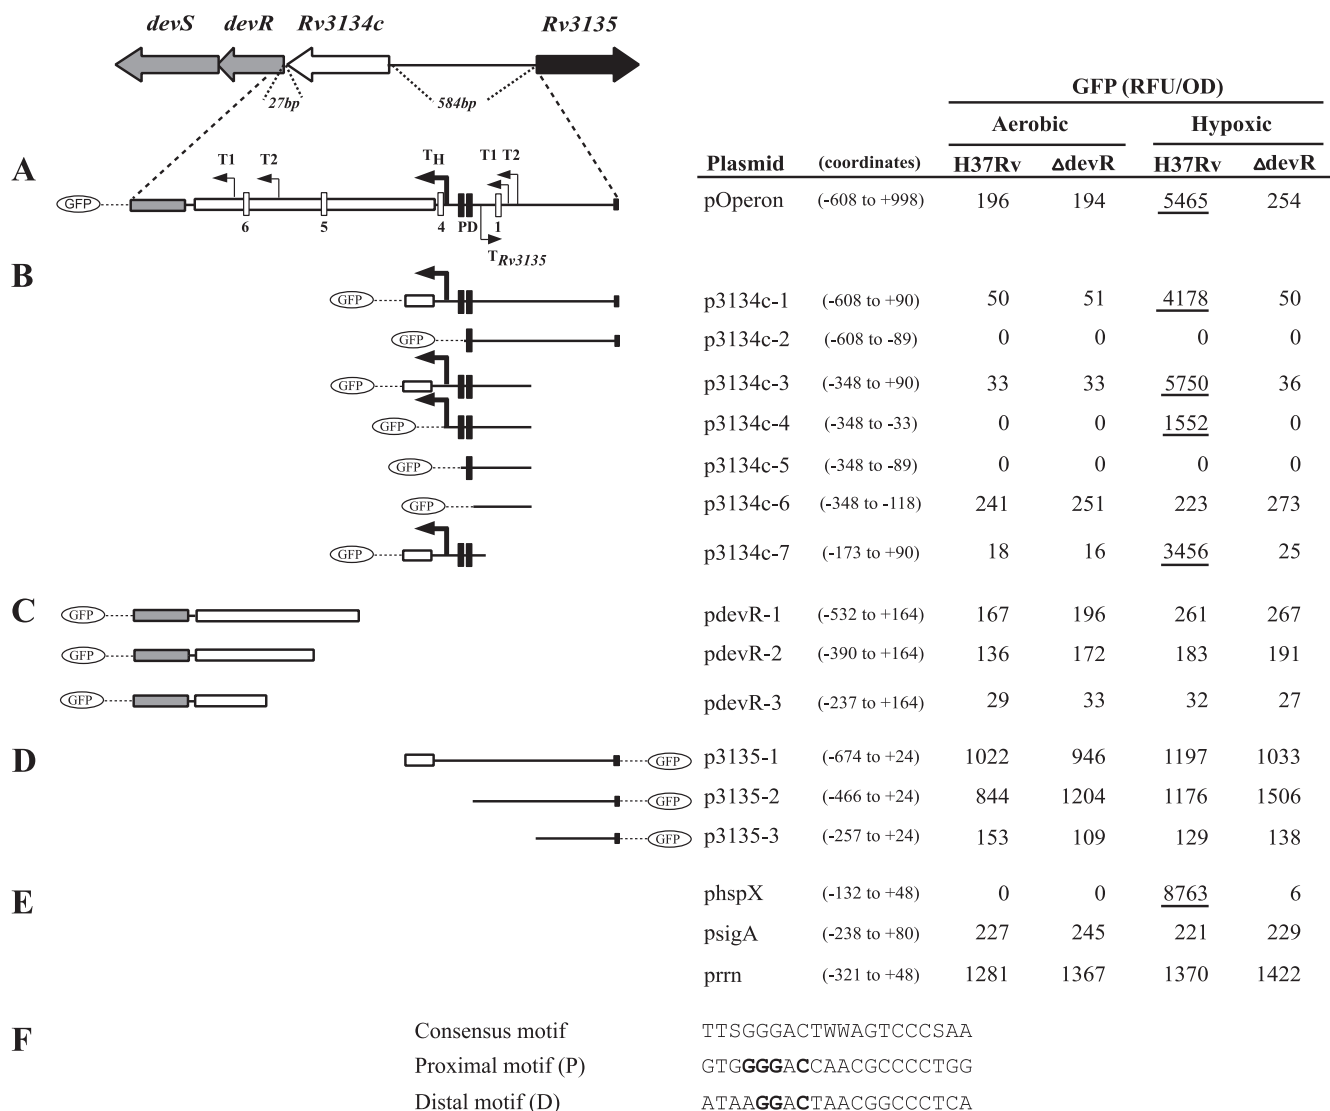 devS devR Rv3134c Rv3135
27bp 584bp
GFP (RFU/OD)
Aerobic Hypoxic
Plasmid (coordinates) H37Rv ΔdevR H37Rv ΔdevR
A
T1 T2 TH T1 T2
GFP
6 5 4 PD 1
TRv3135
pOperon (-608 to +998) 196 194 5465 254
B
GFP p3134c-1 (-608 to +90) 50 51 4178 50
GFP p3134c-2 (-608 to -89) 0 0 0 0
GFP p3134c-3 (-348 to +90) 33 33 5750 36
GFP p3134c-4 (-348 to -33) 0 0 1552 0
GFP p3134c-5 (-348 to -89) 0 0 0 0
GFP p3134c-6 (-348 to -118) 241 251 223 273
GFP p3134c-7 (-173 to +90) 18 16 3456 25
C
GFP pdevR-1 (-532 to +164) 167 196 261 267
GFP pdevR-2 (-390 to +164) 136 172 183 191
GFP pdevR-3 (-237 to +164) 29 33 32 27
D
GFP p3135-1 (-674 to +24) 1022 946 1197 1033
GFP p3135-2 (-466 to +24) 844 1204 1176 1506
GFP p3135-3 (-257 to +24) 153 109 129 138
E
phspX (-132 to +48) 0 0 8763 6
psigA (-238 to +80) 227 245 221 229
prrn (-321 to +48) 1281 1367 1370 1422
F
Consensus motif TTSGGGACTWWAGTCCCSAA
Proximal motif (P) GTGGGGACCAACGCCCCTGG
Distal motif (D) ATAAGGACTAACGGCCCTCA